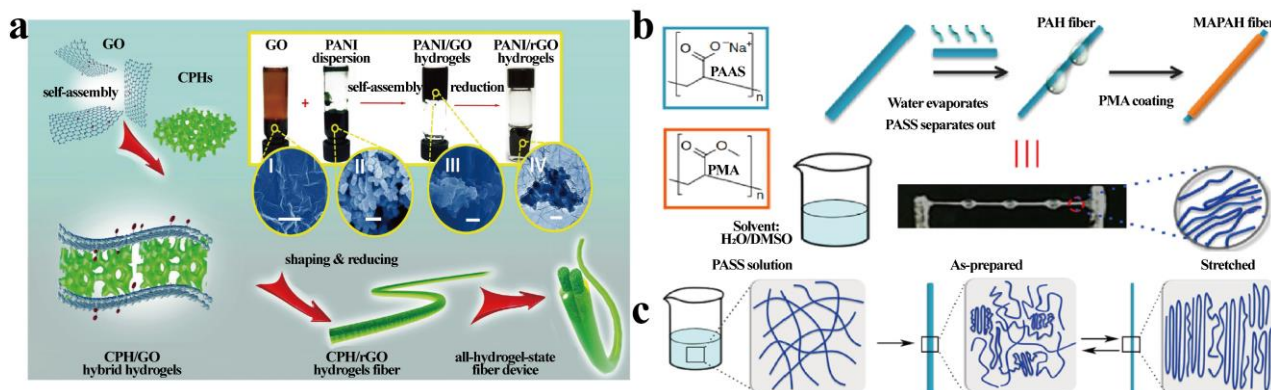 a
GO
CPHs
self-assembly
GO
PANI
dispersion
PANI/GO
hydrogels
PANI/rGO
hydrogels
+
self-assembly
reduction
I
II
III
IV
shaping & reducing
CPH/GO
hybrid hydrogels
CPH/rGO
hydrogels fiber
all-hydrogel-state
fiber device
b
O
O⁻Na⁺
PAAS
n
O
O
PMA
n
Solvent:
H₂O/DMSO
Water evaporates
PASS separates out
PAH fiber
PMA coating
MAPAH fiber
c
PASS solution
As-prepared
Stretched